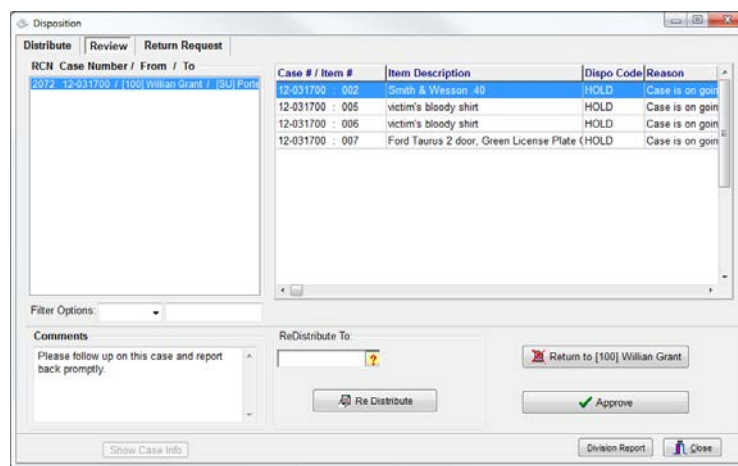 Disposition
Distribute Review Return Request
RCN Case Number / From / To
2072 12-031700 / [100] Willian Grant / [SU] Porte
Case # / Item # Item Description Dispo Code Reason
12-031700 : 002 Smith & Wesson .40 HOLD Case is on goin
12-031700 : 005 victim's bloody shirt HOLD Case is on goin
12-031700 : 006 victim's bloody shirt HOLD Case is on goin
12-031700 : 007 Ford Taurus 2 door, Green License Plate ( HOLD Case is on goin
Filter Options:
Comments
Please follow up on this case and report
back promptly.
ReDistribute To:
?
Re Distribute
Return to [100] Willian Grant
Approve
Show Case Info
Division Report
Close